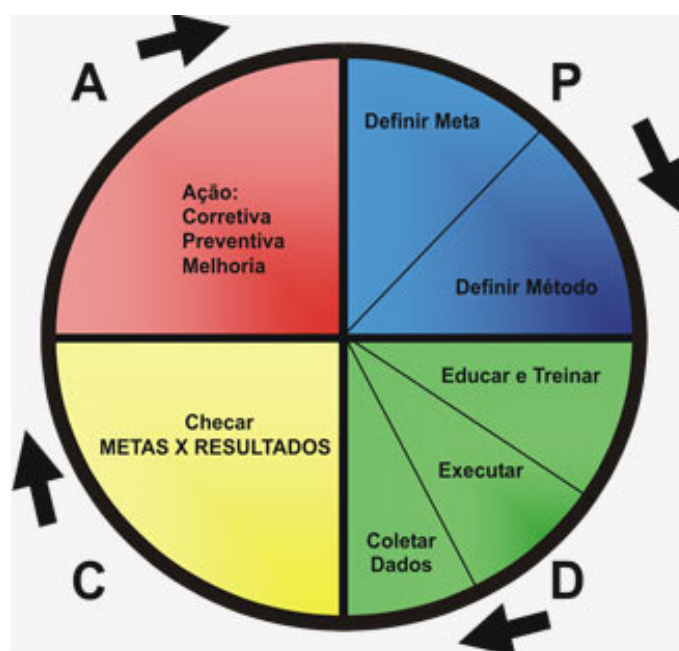 A
P
Definir Meta
Ação:
Corretiva
Preventiva
Melhoria
Definir Método
Educar e Treinar
Checar
METAS X RESULTADOS
Executar
Coletar
Dados
C
D